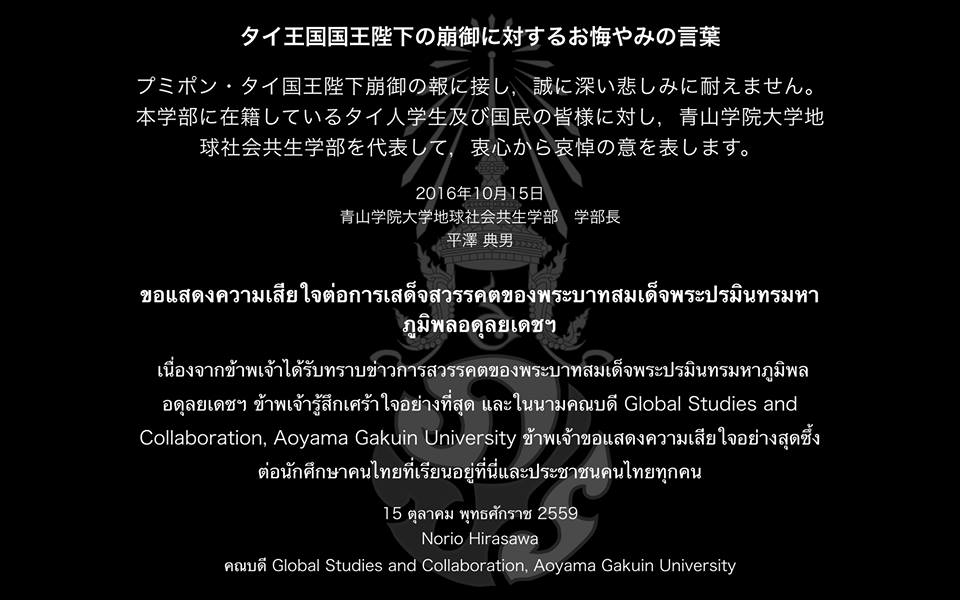 タイ王国国王陛下の崩御に対するお悔やみの言葉
プミポン・タイ国王陛下崩御の報に接し，誠に深い悲しみに耐えません。
本学部に在籍しているタイ人学生及び国民の皆様に対し，青山学院大学地
球社会共生学部を代表して，衷心から哀悼の意を表します。
2016年10月15日
青山学院大学地球社会共生学部　学部長
平澤 典男
ขอแสดงความเสียใจต่อการเสด็จสวรรคตของพระบาทสมเด็จพระปรมินทรมหา
ภูมิพลอดุลยเดชฯ
เนื่องจากข้าพเจ้าได้รับทราบข่าวการสวรรคตของพระบาทสมเด็จพระปรมินทรมหาภูมิพล
อดุลยเดชฯ ข้าพเจ้ารู้สึกเศร้าใจอย่างที่สุด และในนามคณบดี Global Studies and
Collaboration, Aoyama Gakuin University ข้าพเจ้าขอแสดงความเสียใจอย่างสุดซึ้ง
ต่อนักศึกษาคนไทยที่เรียนอยู่ที่นี่และประชาชนคนไทยทุกคน
15 ตุลาคม พุทธศักราช 2559
Norio Hirasawa
คณบดี Global Studies and Collaboration, Aoyama Gakuin University